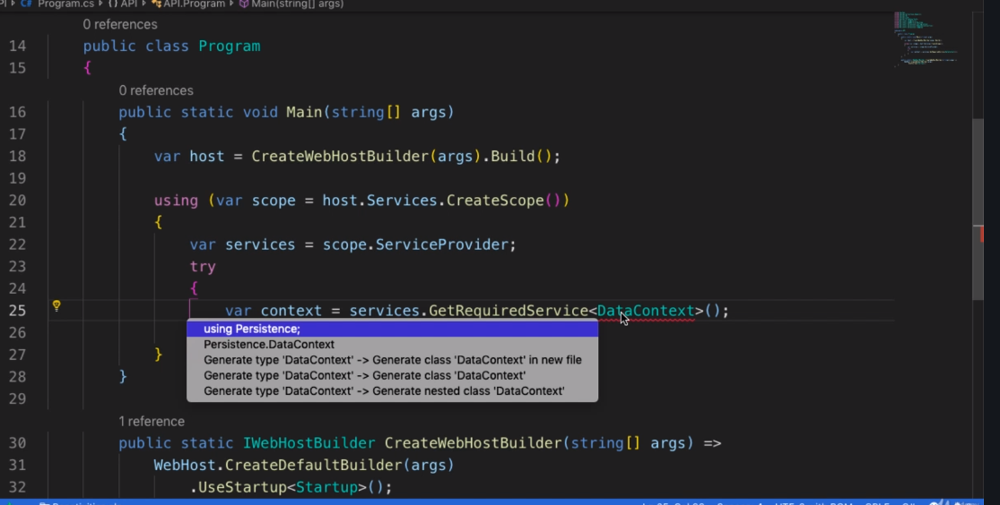 C# Program.cs {} API API.Program Main(string[] args)
0 references
14 public class Program
15 {
0 references
16 public static void Main(string[] args)
17 {
18 var host = CreateWebHostBuilder(args).Build();
19
20 using (var scope = host.Services.CreateScope())
21 {
22 var services = scope.ServiceProvider;
23 try
24 {
25 var context = services.GetRequiredService<DataContext>();
using Persistence;
26
Persistence.DataContext
27 }
Generate type 'DataContext' -> Generate class 'DataContext' in new file
28 }
Generate type 'DataContext' -> Generate class 'DataContext'
Generate type 'DataContext' -> Generate nested class 'DataContext'
29
1 reference
30 public static IWebHostBuilder CreateWebHostBuilder(string[] args) =>
31 WebHost.CreateDefaultBuilder(args)
32 .UseStartup<Startup>();